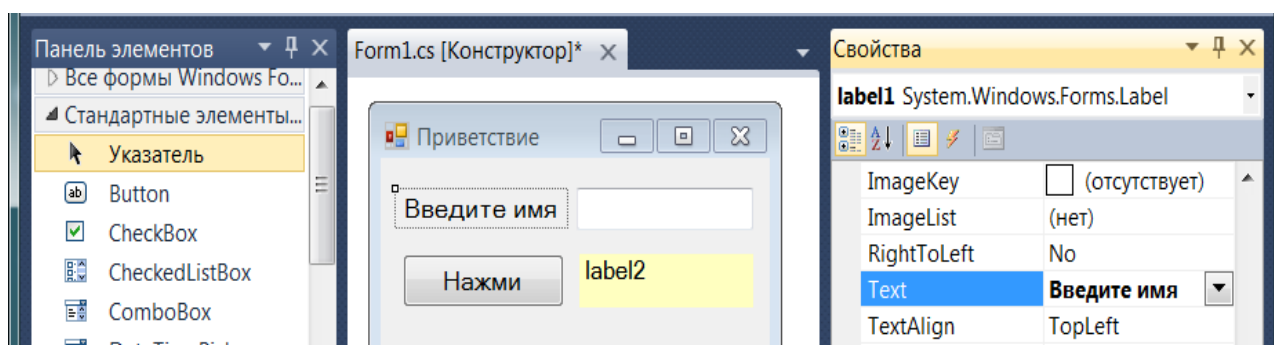 Панель элементов
Все формы Windows Fo...
Стандартные элементы...
Указатель
Button
CheckBox
CheckedListBox
ComboBox
Form1.cs [Конструктор]*
Приветствие
Введите имя
Нажми
label2
Свойства
label1 System.Windows.Forms.Label
ImageKey (отсутствует)
ImageList (нет)
RightToLeft No
Text Введите имя
TextAlign TopLeft